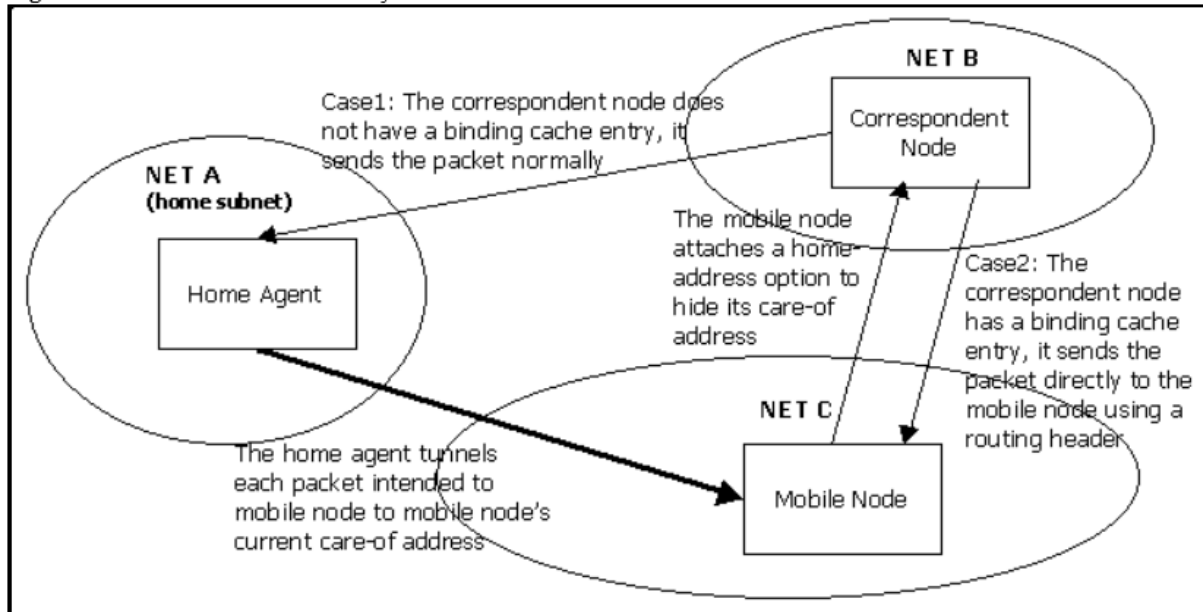 NET B
Correspondent
Node
Case1: The correspondent node does
not have a binding cache entry, it
sends the packet normally
NET A
(home subnet)
Home Agent
The mobile node
attaches a home-
address option to
hide its care-of
address
Case2: The
correspondent node
has a binding cache
entry, it sends the
packet directly to the
mobile node using a
routing header
NET C
Mobile Node
The home agent tunnels
each packet intended to
mobile node to mobile node's
current care-of address